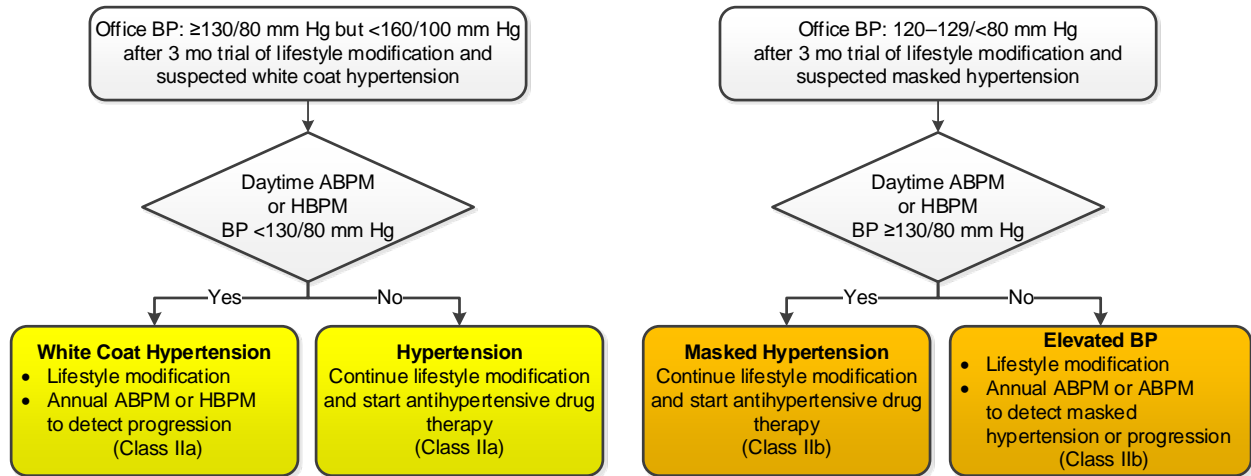 Office BP: ≥130/80 mm Hg but <160/100 mm Hg
after 3 mo trial of lifestyle modification and
suspected white coat hypertension
Daytime ABPM
or HBPM
BP <130/80 mm Hg
Yes
No
White Coat Hypertension
• Lifestyle modification
• Annual ABPM or HBPM
to detect progression
(Class IIa)
Hypertension
Continue lifestyle modification
and start antihypertensive drug
therapy
(Class IIa)
Office BP: 120–129/<80 mm Hg
after 3 mo trial of lifestyle modification and
suspected masked hypertension
Daytime ABPM
or HBPM
BP ≥130/80 mm Hg
Yes
No
Masked Hypertension
Continue lifestyle modification
and start antihypertensive drug
therapy
(Class IIb)
Elevated BP
• Lifestyle modification
• Annual ABPM or ABPM
to detect masked
hypertension or progression
(Class IIb)